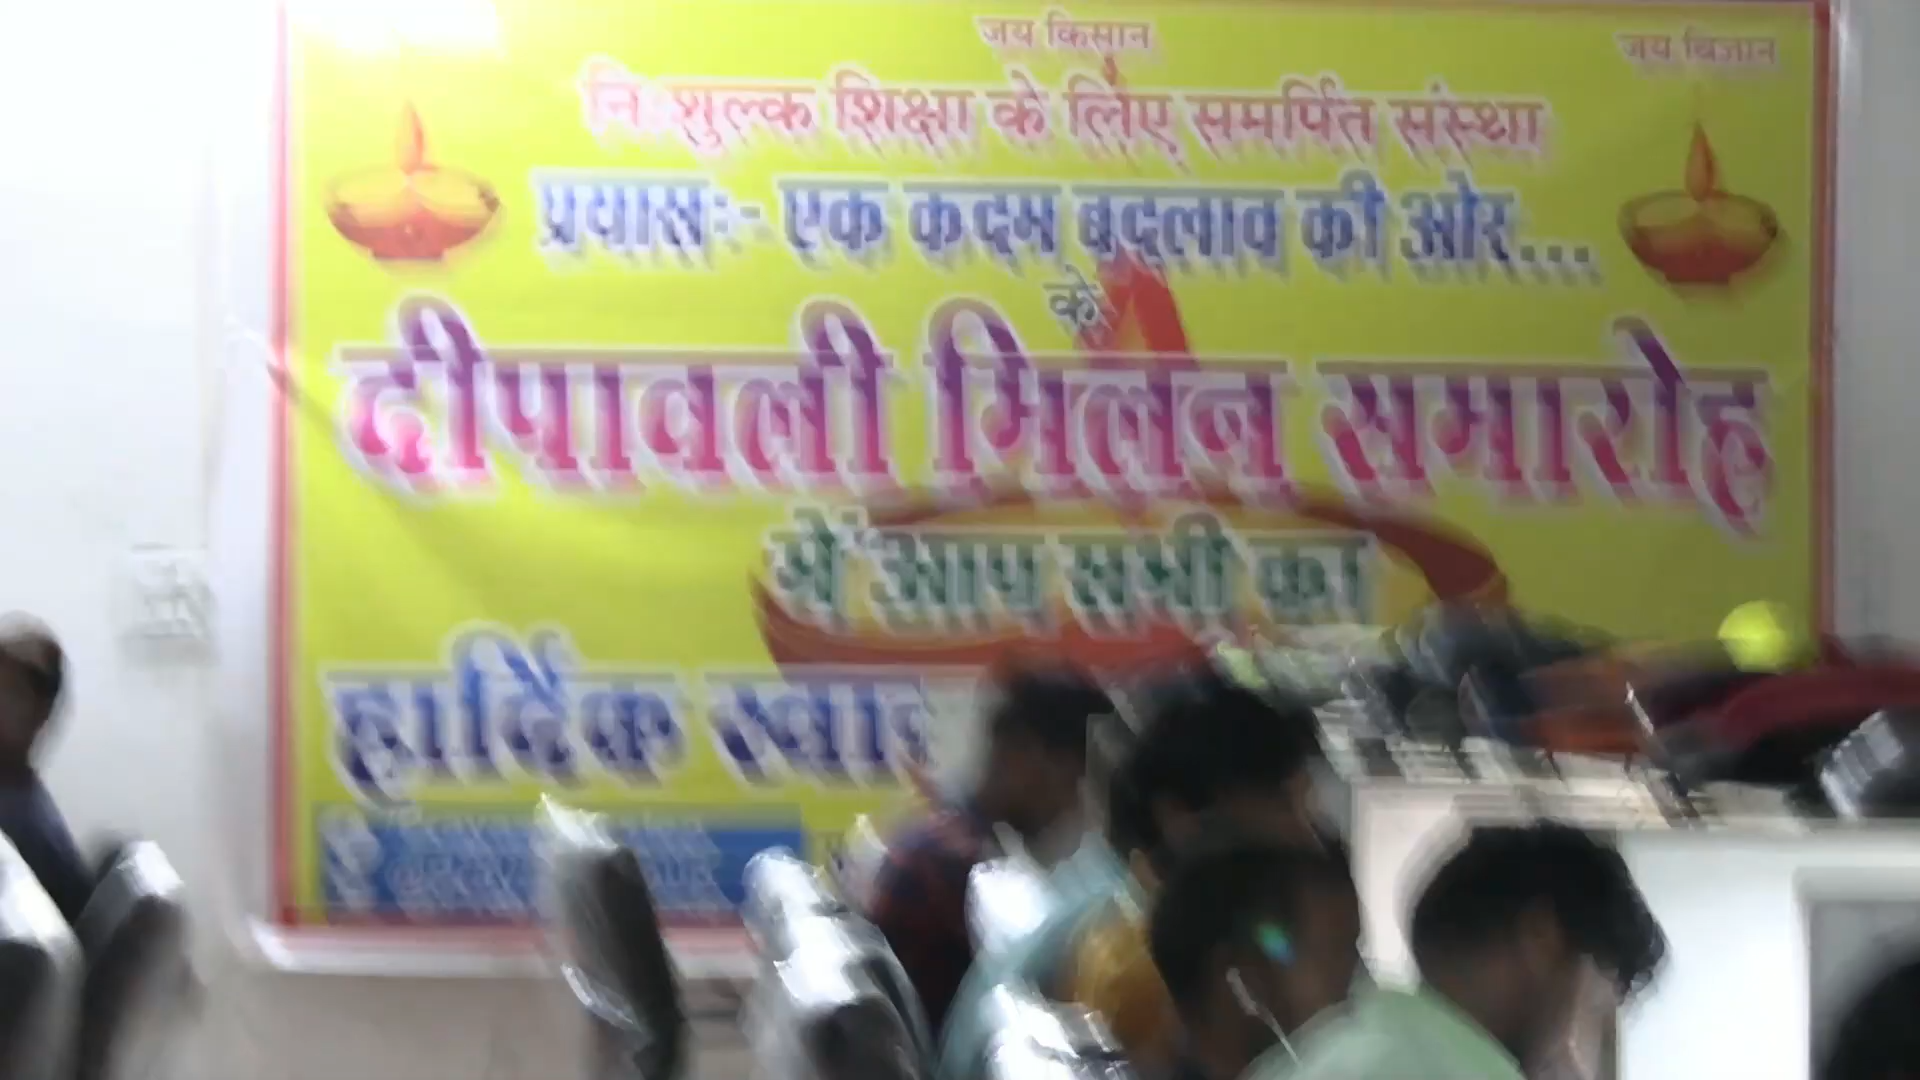 जय किसान जय विज्ञान
निःशुल्क शिक्षा के लिए समर्पित संस्था
प्रयासः- एक कदम बदलाव की ओर...
के
दीपावली मिलन समारोह
में आप सभी का
हार्दिक